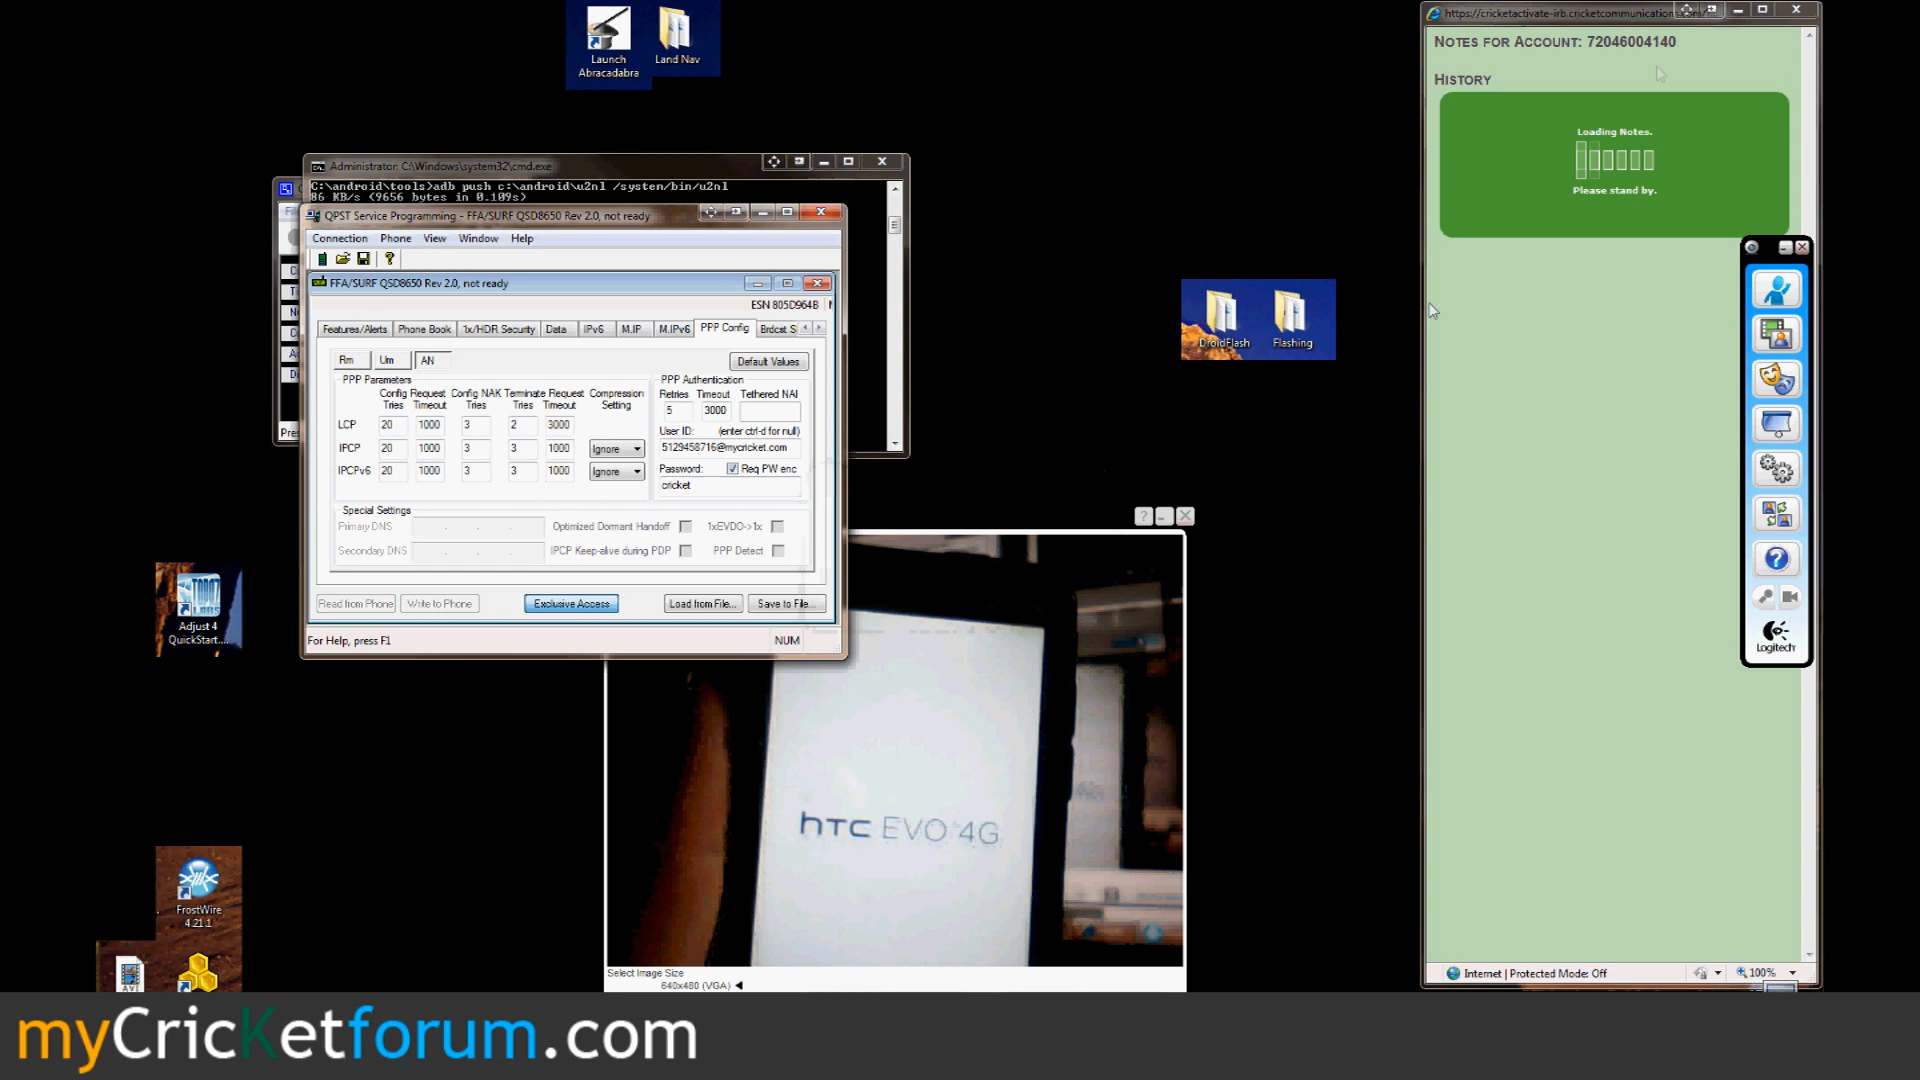 Launch
Abracadabra
Land Nav
https://cricketactivate-irb.cricketcommunications.com/
NOTES FOR ACCOUNT: 72046004140
HISTORY
Loading Notes.
Please stand by.
Administrator: C:\Windows\system32\cmd.exe
C:\android\tools>adb push c:\android\u2nl /system/bin/u2nl
86 KB/s (9656 bytes in 0.109s)
QPST Service Programming - FFA/SURF QSD8650 Rev 2.0, not ready
Connection Phone View Window Help
FFA/SURF QSD8650 Rev 2.0, not ready
ESN 805D964B
Features/Alerts Phone Book 1x/HDR Security Data IPv6 M.IP M.IPv6 PPP Config Brdcst S
Rm Um AN Default Values
PPP Parameters PPP Authentication
Config Request Config NAK Terminate Request Compression
Tries Timeout Tries Tries Timeout Setting
Retries Timeout Tethered NAI
5 3000
LCP 20 1000 3 2 3000
User ID: (enter ctrl-d for null)
IPCP 20 1000 3 3 1000 Ignore
5129458716@mycricket.com
IPCPv6 20 1000 3 3 1000 Ignore
Password: Req PW enc
cricket
Special Settings
Primary DNS Optimized Dormant Handoff 1xEVDO->1x
Secondary DNS IPCP Keep-alive during PDP PPP Detect
Read from Phone Write to Phone Exclusive Access Load from File... Save to File...
For Help, press F1 NUM
DroidFlash Flashing
Logitech
TOPAZ
LABS
Adjust 4
QuickStart....
hTC EVO 4G
FrostWire
4.21.1
AVI
Select Image Size
640x480 (VGA)
Internet | Protected Mode: Off 100%
myCricKetforum.com